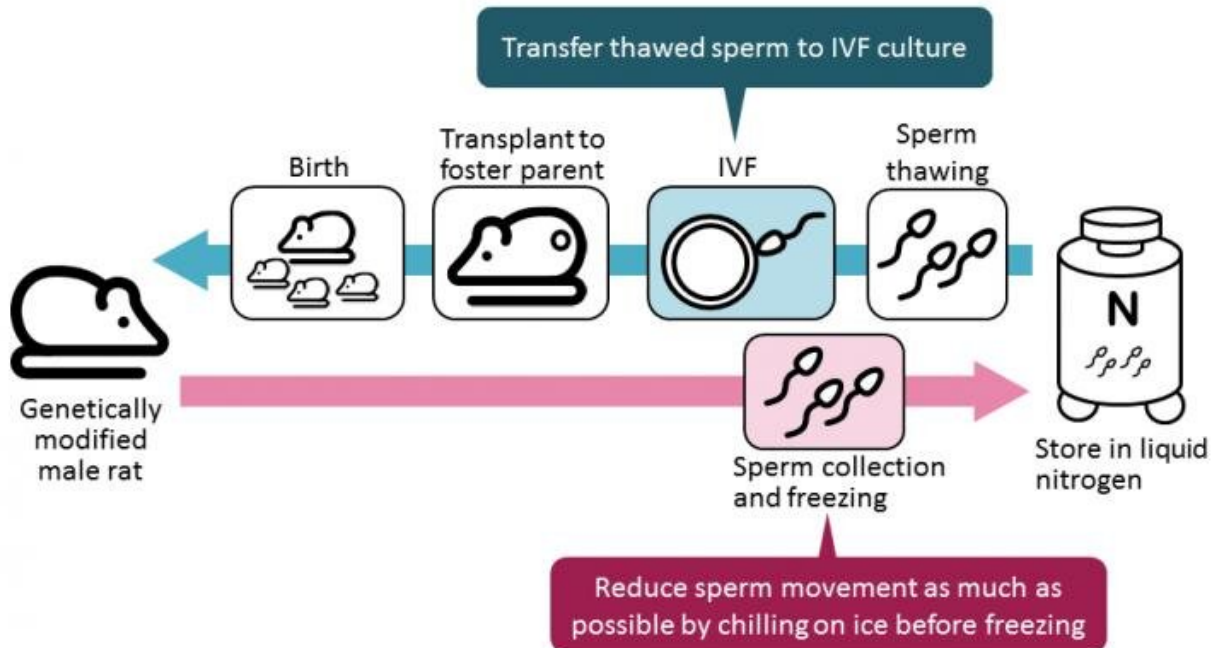 Transfer thawed sperm to IVF culture
Birth
Transplant to
foster parent
IVF
Sperm
thawing
N
Genetically
modified
male rat
Sperm collection
and freezing
Store in liquid
nitrogen
Reduce sperm movement as much as
possible by chilling on ice before freezing